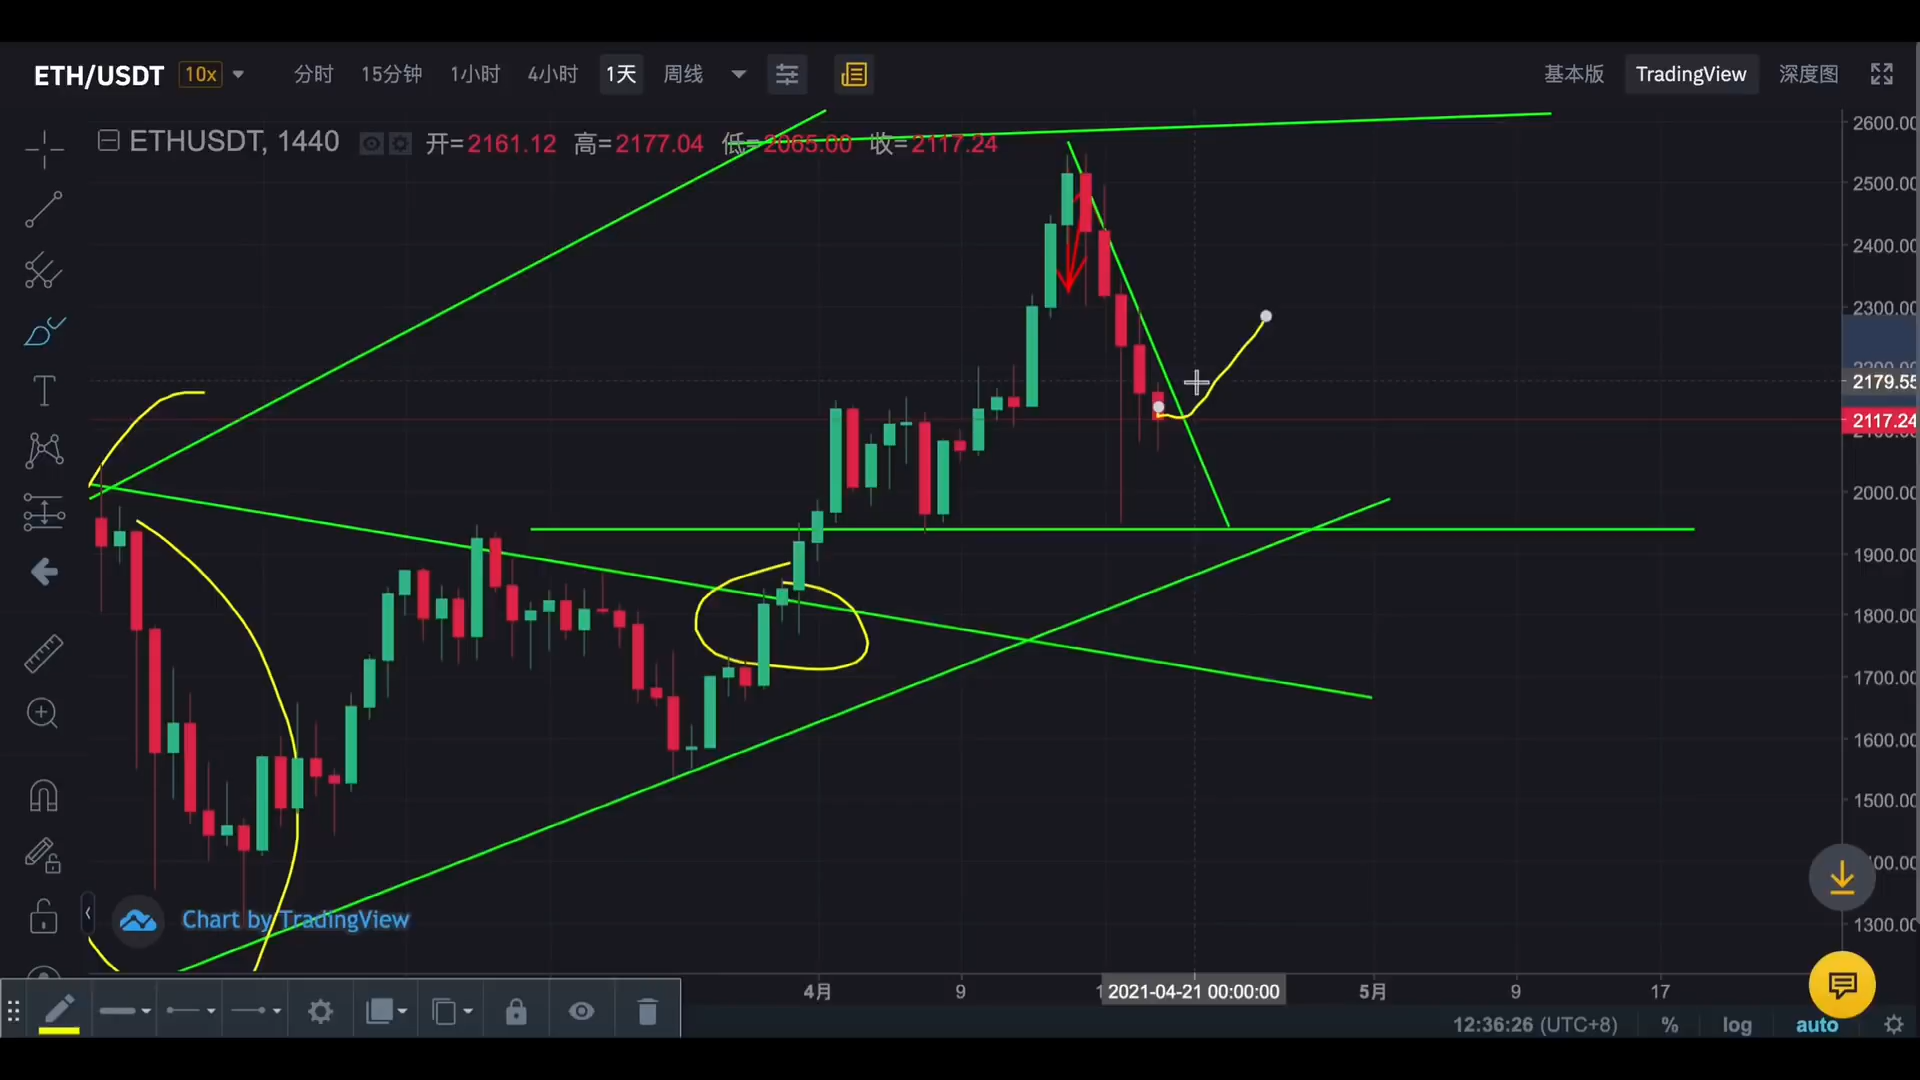 ETH/USDT 10x 分时 15分钟 1小时 4小时 1天 周线 基本版 TradingView 深度图
ETHUSDT, 1440 开=2161.12 高=2177.04 低=2065.00 收=2117.24
2600.00
2500.00
2400.00
2300.00
2179.55
2117.24
2000.00
1900.00
1800.00
1700.00
1600.00
1500.00
1300.00
Chart by TradingView
4月 9 2021-04-21 00:00:00 5月 9 17
12:36:26 (UTC+8) % log auto